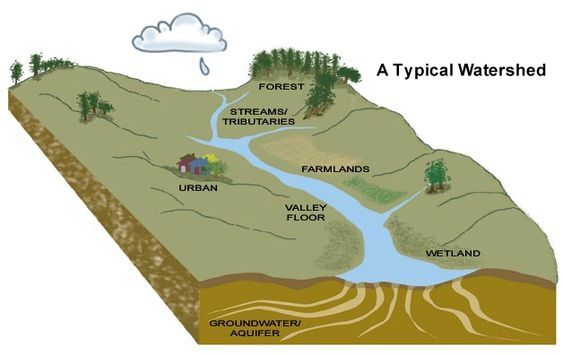 A Typical Watershed
FOREST
STREAMS/
TRIBUTARIES
FARMLANDS
URBAN
VALLEY
FLOOR
WETLAND
GROUNDWATER/
AQUIFER